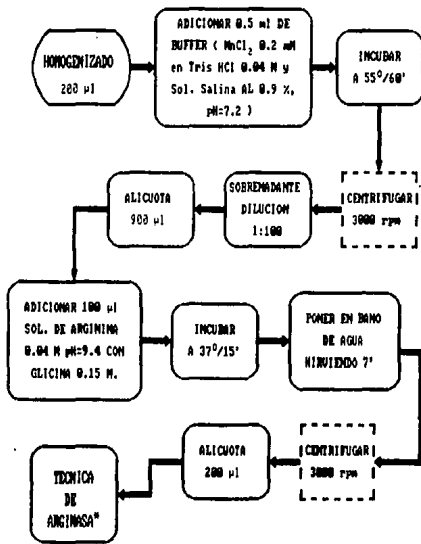 HOMOGENIZADO
200 µl
ADICIONAR 0.5 ml DE
BUFFER ( MnCl2 0.2 mM
en Tris HCl 0.04 M y
Sol. Salina AL 0.9 %,
pH=7.2 )
INCUBAR
A 55º/60'
CENTRIFUGAR
3000 rpm
SOBRENADANTE
DILUCION
1:100
ALICUOTA
900 µl
ADICIONAR 100 µl
SOL. DE ARGININA
0.04 M pH=9.4 CON
GLICINA 0.15 M.
INCUBAR
A 37º/15'
PONER EN BANO
DE AGUA
HIRVIENDO 7'
CENTRIFUGAR
3000 rpm
ALICUOTA
200 µl
TECNICA
DE
ARGINASA*